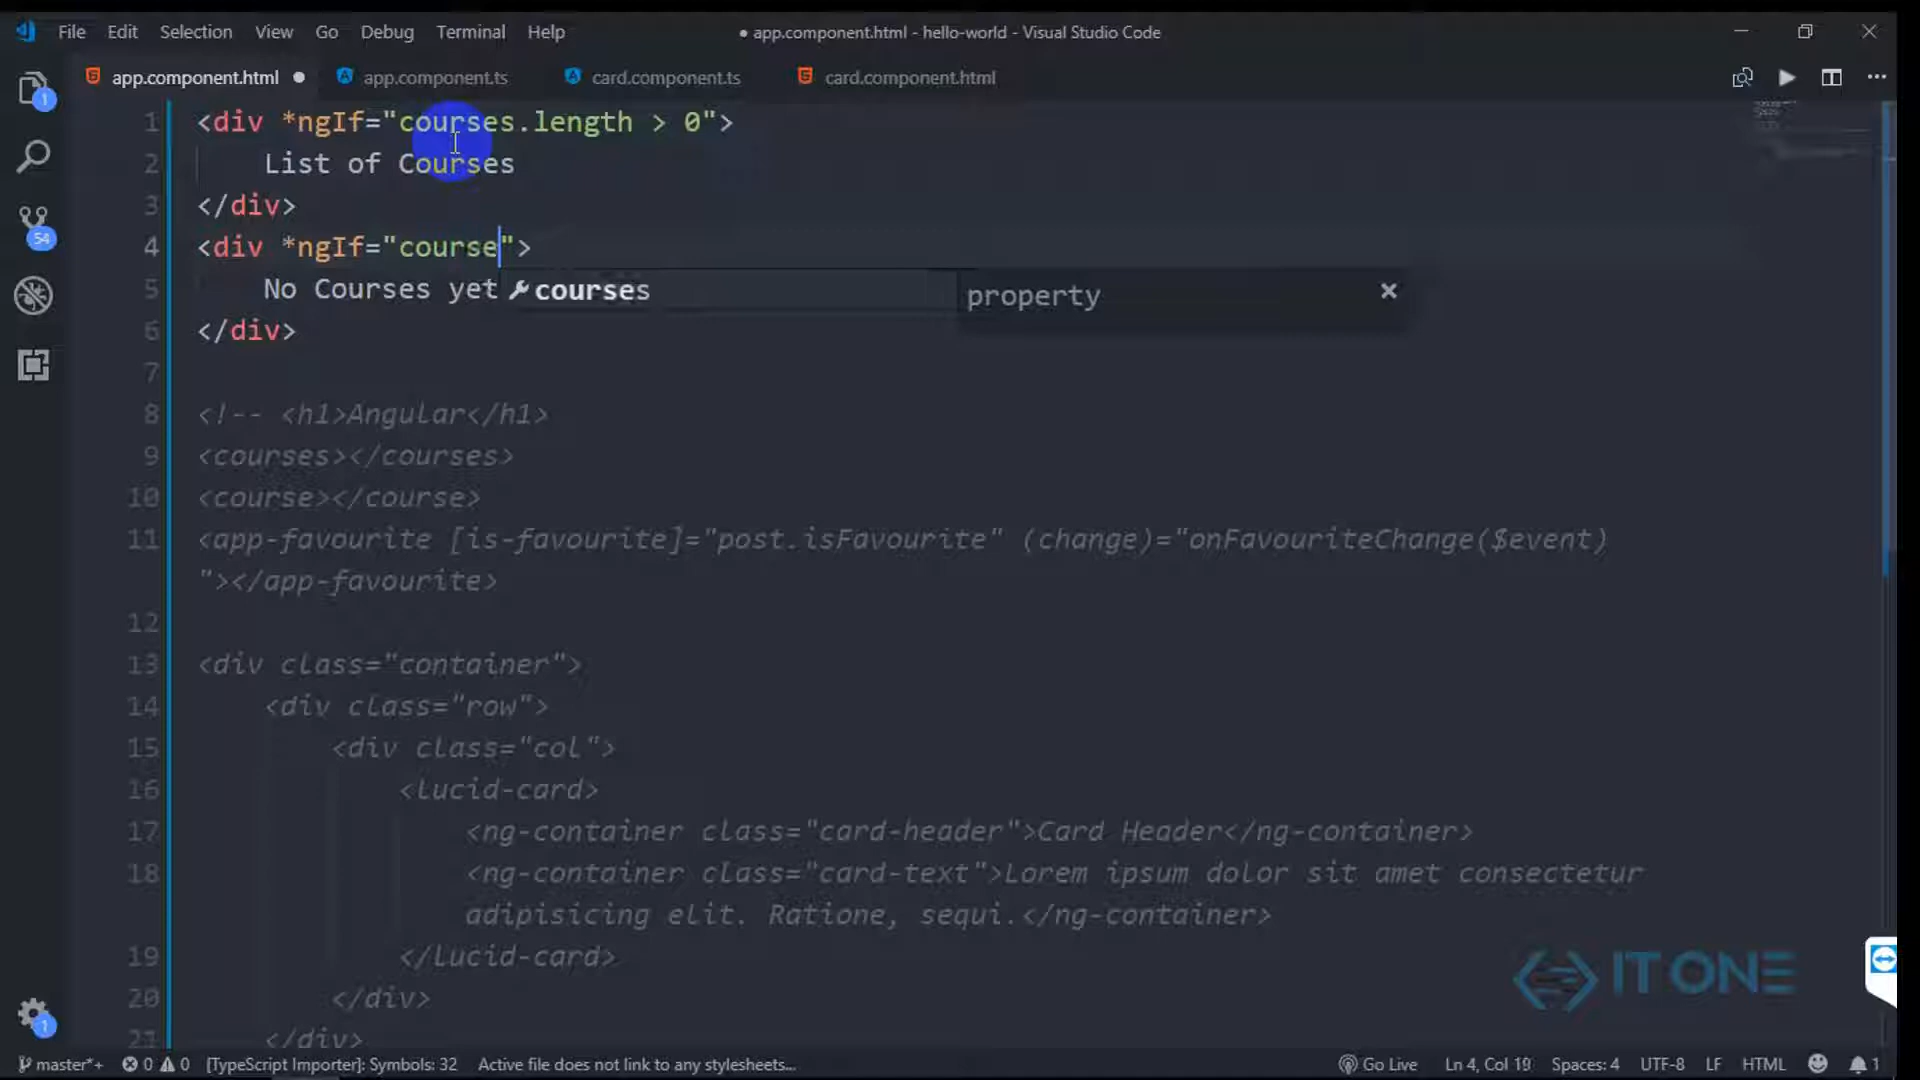 File Edit Selection View Go Debug Terminal Help ● app.component.html - hello-world - Visual Studio Code
app.component.html ● app.component.ts card.component.ts card.component.html
1
1 <div *ngIf="courses.length > 0">
2 List of Courses
3 </div>
54
4 <div *ngIf="course">
5 No Courses yet courses property
6 </div>
7
8 <!-- <h1>Angular</h1>
9 <courses></courses>
10 <course></course>
11 <app-favourite [is-favourite]="post.isFavourite" (change)="onFavouriteChange($event)
"></app-favourite>
12
13 <div class="container">
14 <div class="row">
15 <div class="col">
16 <lucid-card>
17 <ng-container class="card-header">Card Header</ng-container>
18 <ng-container class="card-text">Lorem ipsum dolor sit amet consectetur
adipisicing elit. Ratione, sequi.</ng-container>
19 </lucid-card>
20 </div>
21 </div>
IT ONE
1
master*+ 0 0 [TypeScript Importer]: Symbols: 32 Active file does not link to any stylesheets... Go Live Ln 4, Col 19 Spaces: 4 UTF-8 LF HTML 1